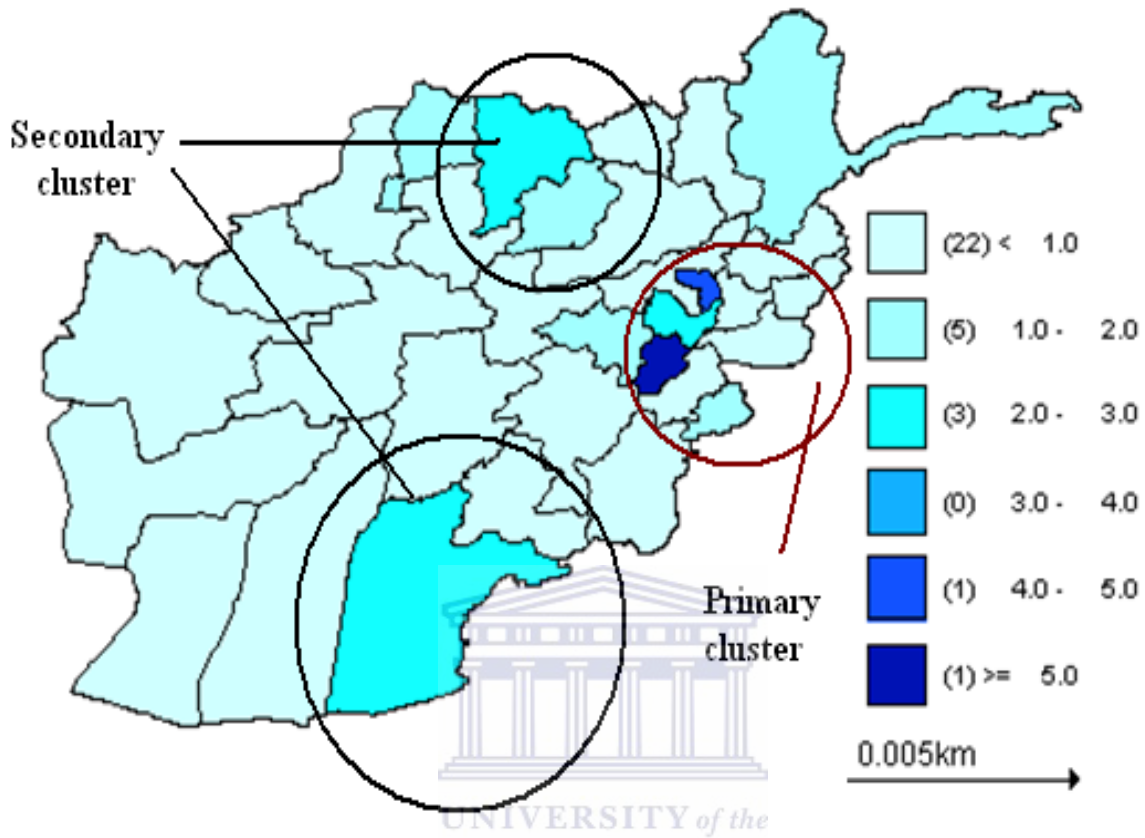 Secondary
cluster
(22) < 1.0
(5) 1.0 - 2.0
(3) 2.0 - 3.0
(0) 3.0 - 4.0
(1) 4.0 - 5.0
(1) >= 5.0
Primary
cluster
0.005km
UNIVERSITY of the